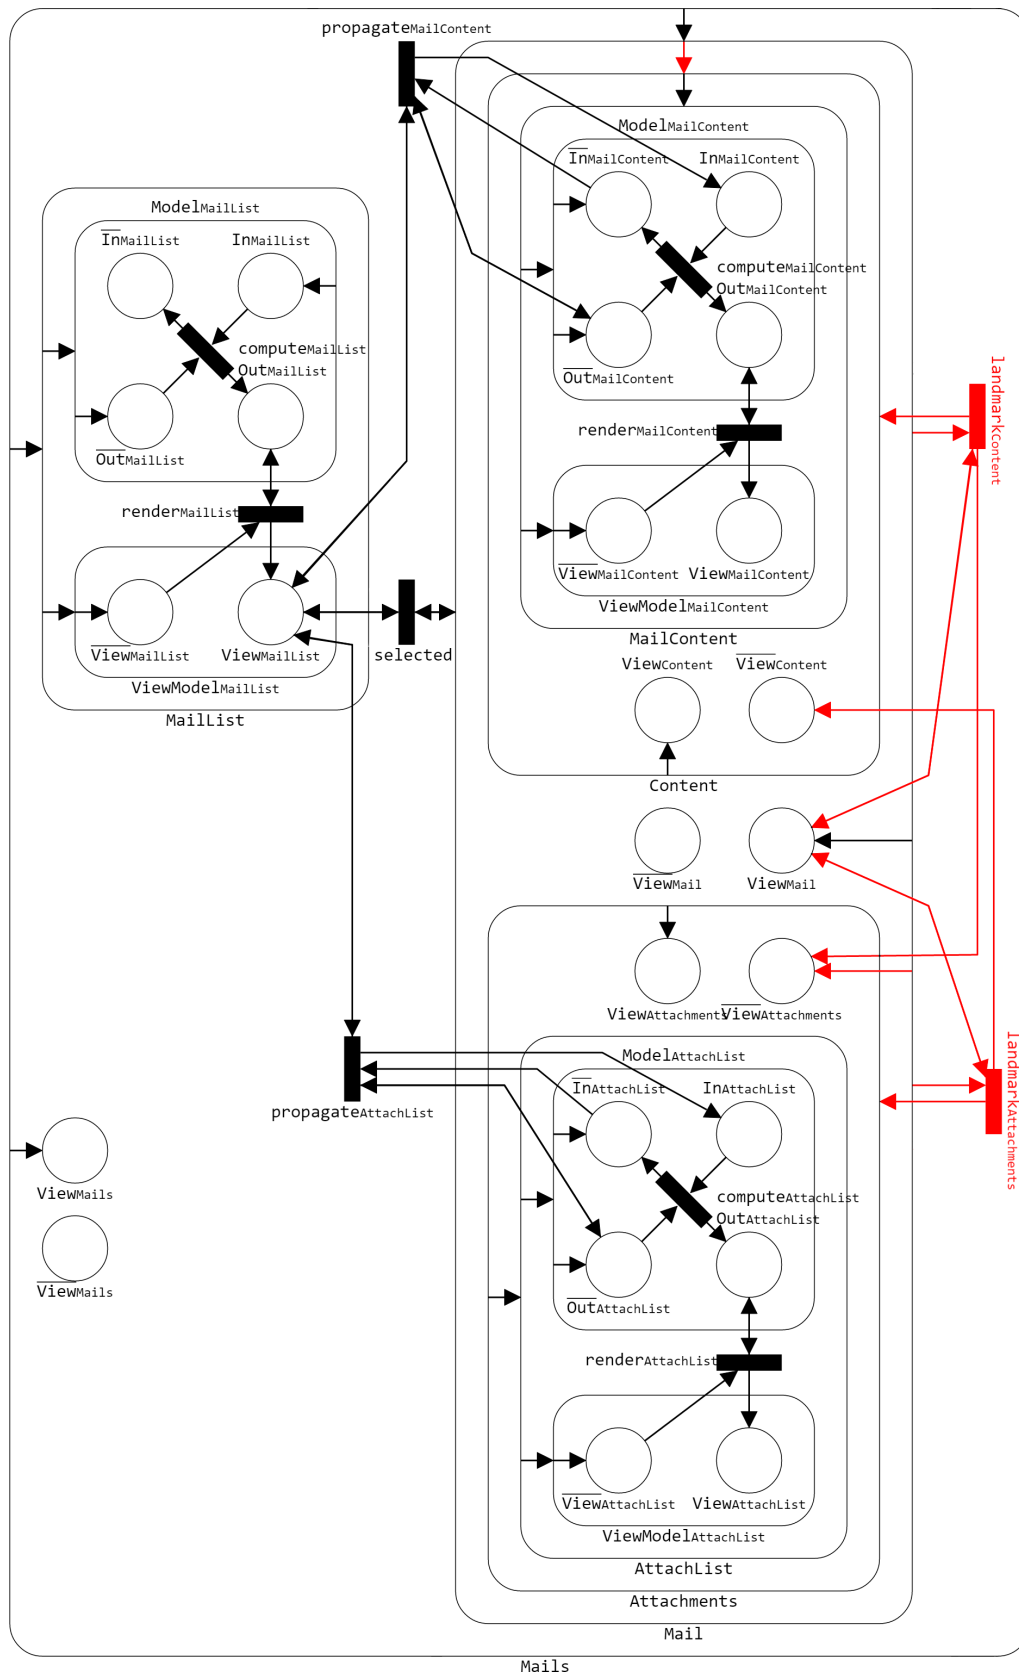 propagateMailContent
ModelMailContent
InMailContent
InMailContent
computeMailContent
OutMailContent
OutMailContent
renderMailContent
ViewMailContent
ViewMailContent
ViewModelMailContent
MailContent
ViewContent
ViewContent
Content
ModelMailList
InMailList
InMailList
computeMailList
OutMailList
OutMailList
renderMailList
ViewMailList
ViewMailList
ViewModelMailList
MailList
selected
landmarkContent
ViewMail
ViewMail
ViewAttachments
ViewAttachments
ModelAttachList
InAttachList
InAttachList
propagateAttachList
landmarkAttachments
computeAttachList
OutAttachList
OutAttachList
renderAttachList
ViewAttachList
ViewAttachList
ViewModelAttachList
AttachList
Attachments
Mail
ViewMails
ViewMails
Mails